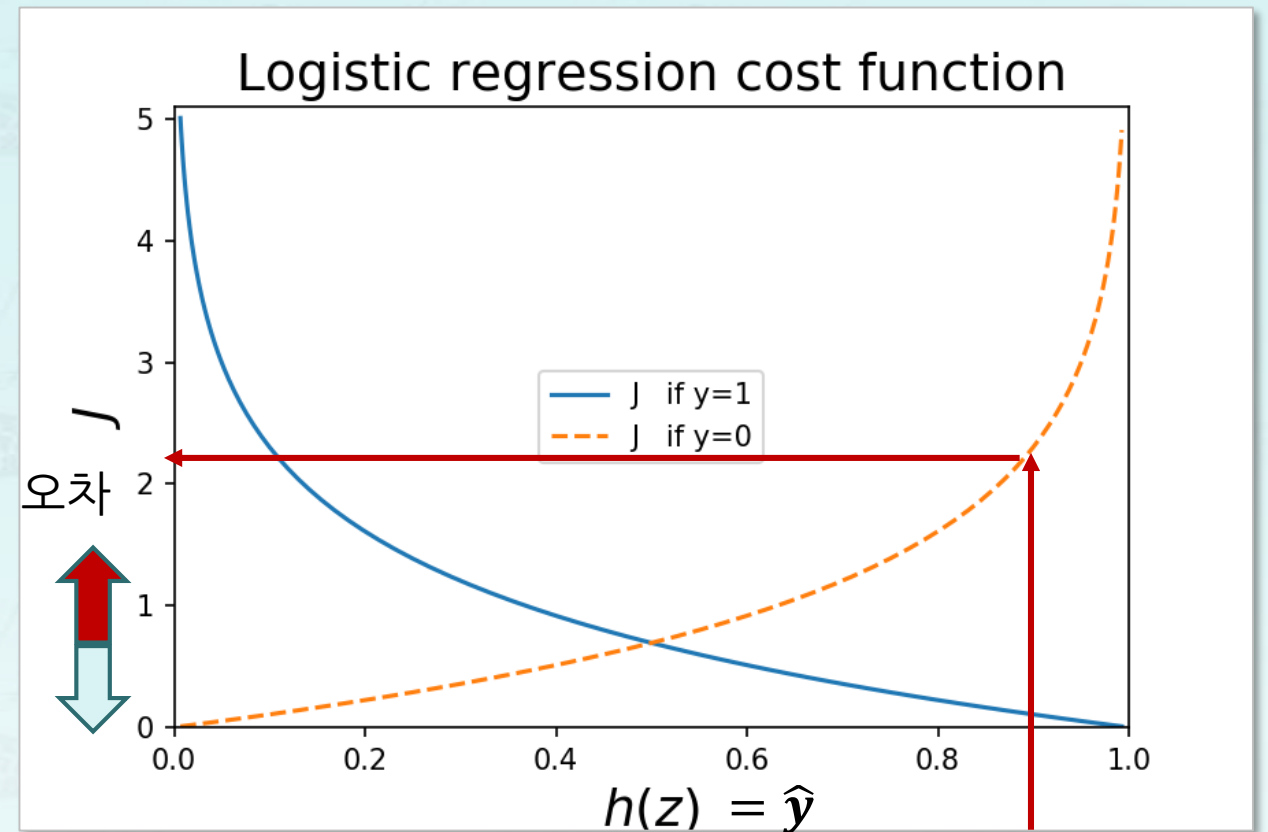 Logistic regression cost function
5
4
3
2
1
0
J
오차
J if y=1
J if y=0
0.0 0.2 0.4 0.6 0.8 1.0
h(z) = ŷ